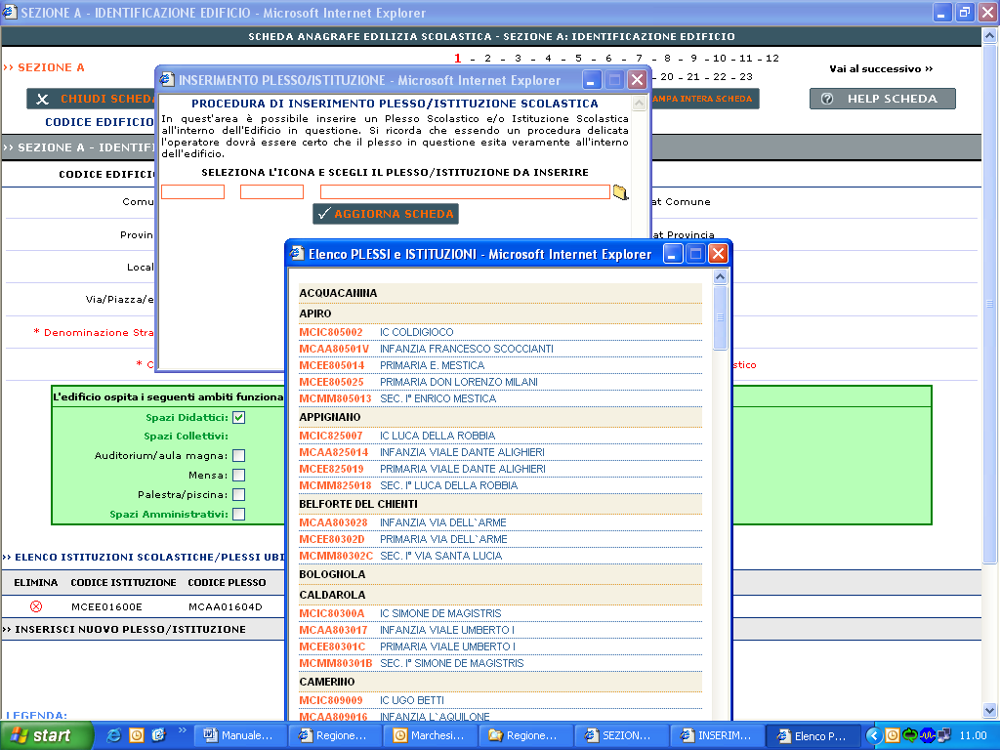 SEZIONE A - IDENTIFICAZIONE EDIFICIO - Microsoft Internet Explorer
SCHEDA ANAGRAFE EDILIZIA SCOLASTICA - SEZIONE A: IDENTIFICAZIONE EDIFICIO
>> SEZIONE A
1 - 2 - 3 - 4 - 5 - 6 - 7 - 8 - 9 - 10 - 11 - 12
- 20 - 21 - 22 - 23
Vai al successivo >>
CHIUDI SCHEDA
AMPA INTERA SCHEDA
HELP SCHEDA
CODICE EDIFICIO
>> SEZIONE A - IDENTIF
CODICE EDIFICI
Comu
at Comune
Provin
at Provincia
Local
Via/Piazza/e
* Denominazione Stra
* C
stico
INSERIMENTO PLESSO/ISTITUZIONE - Microsoft Internet Explorer
PROCEDURA DI INSERIMENTO PLESSO/ISTITUZIONE SCOLASTICA
In quest'area è possibile inserire un Plesso Scolastico e/o Istituzione Scolastica
all'interno dell'Edificio in questione. Si ricorda che essendo un procedura delicata
l'operatore dovrà essere certo che il plesso in questione esita veramente all'interno
dell'edificio.
SELEZIONA L'ICONA E SCEGLI IL PLESSO/ISTITUZIONE DA INSERIRE
AGGIORNA SCHEDA
Elenco PLESSI e ISTITUZIONI - Microsoft Internet Explorer
ACQUACANINA
APIRO
MCIC805002 IC COLDIGIOCO
MCAA80501V INFANZIA FRANCESCO SCOCCIANTI
MCEE805014 PRIMARIA E. MESTICA
MCEE805025 PRIMARIA DON LORENZO MILANI
MCMM805013 SEC. I° ENRICO MESTICA
APPIGNANO
MCIC825007 IC LUCA DELLA ROBBIA
MCAA825014 INFANZIA VIALE DANTE ALIGHIERI
MCEE825019 PRIMARIA VIALE DANTE ALIGHIERI
MCMM825018 SEC. I° LUCA DELLA ROBBIA
BELFORTE DEL CHIENTI
MCAA803028 INFANZIA VIA DELL`ARME
MCEE80302D PRIMARIA VIA DELL`ARME
MCMM80302C SEC. I° VIA SANTA LUCIA
BOLOGNOLA
CALDAROLA
MCIC80300A IC SIMONE DE MAGISTRIS
MCAA803017 INFANZIA VIALE UMBERTO I
MCEE80301C PRIMARIA VIALE UMBERTO I
MCMM80301B SEC. I° SIMONE DE MAGISTRIS
CAMERINO
MCIC809009 IC UGO BETTI
MCAA809016 INFANZIA L`AQUILONE
L'edificio ospita i seguenti ambiti funziona
Spazi Didattici:
Spazi Collettivi:
Auditorium/aula magna:
Mensa:
Palestra/piscina:
Spazi Amministrativi:
>> ELENCO ISTITUZIONI SCOLASTICHE/PLESSI UBI
ELIMINA CODICE ISTITUZIONE CODICE PLESSO
MCEE01600E MCAA01604D
>> INSERISCI NUOVO PLESSO/ISTITUZIONE
LEGENDA:
start
Manuale...
Regione...
Marchesi...
Regione...
SEZION...
INSERIM...
Elenco P...
11.00